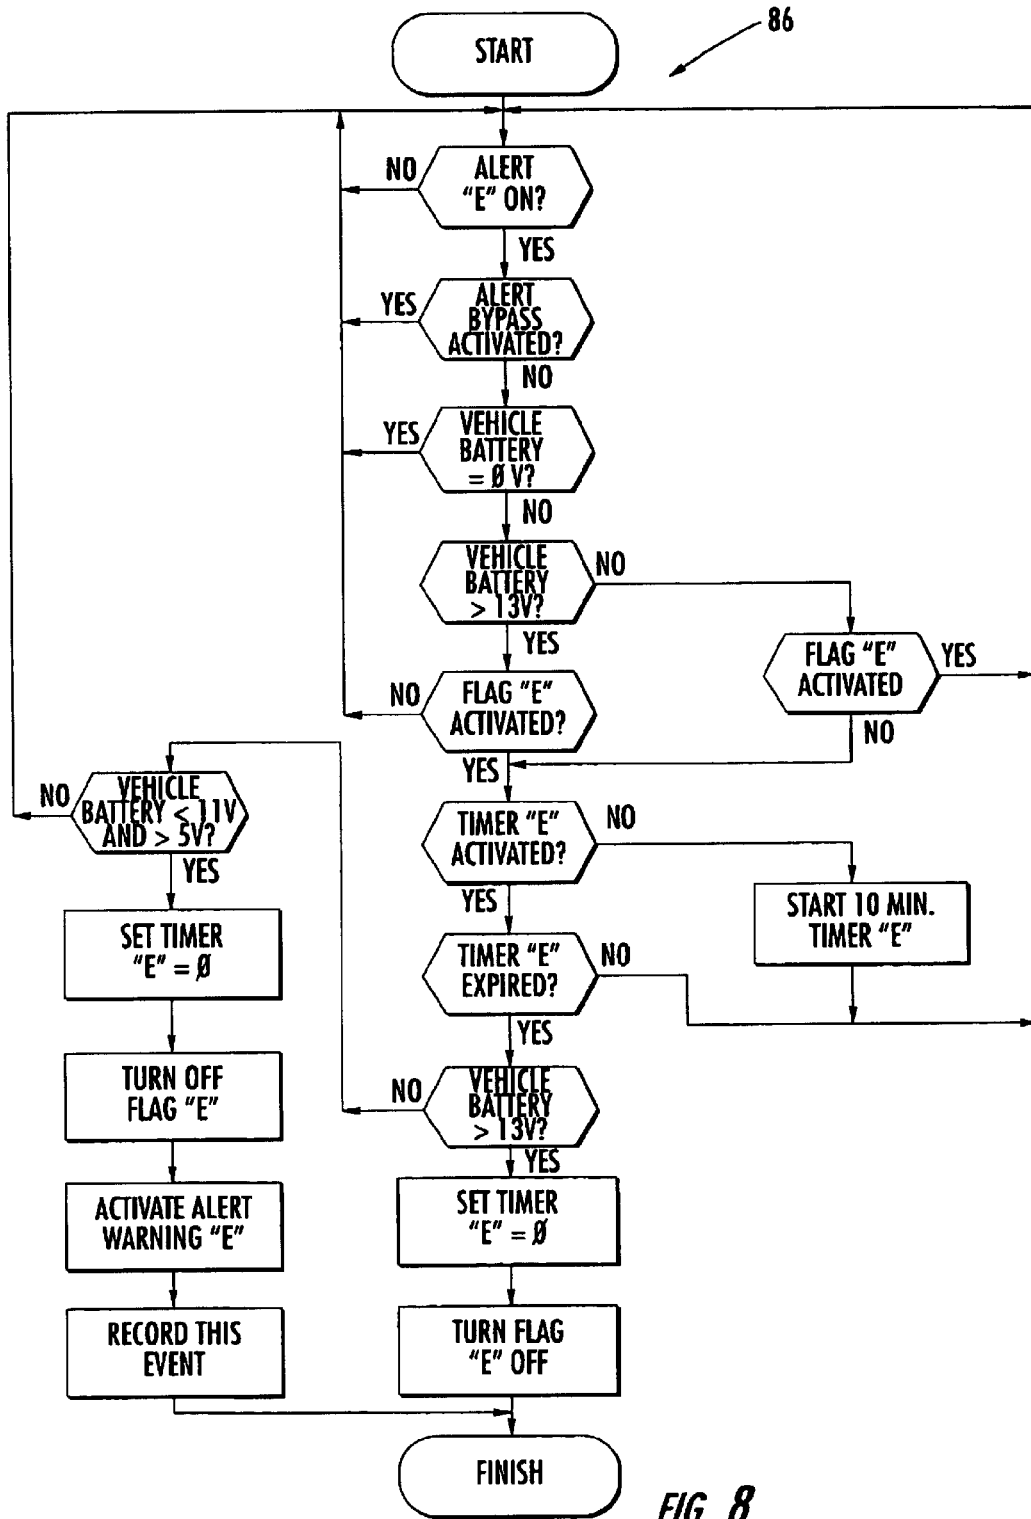 86
START
ALERT
"E" ON?
NO
YES
ALERT
BYPASS
ACTIVATED?
YES
NO
VEHICLE
BATTERY
= Ø V?
YES
NO
VEHICLE
BATTERY
> 13V?
NO
YES
FLAG "E"
ACTIVATED
YES
NO
FLAG "E"
ACTIVATED?
NO
YES
VEHICLE
BATTERY < 11V
AND > 5V?
NO
YES
TIMER "E"
ACTIVATED?
NO
YES
START 10 MIN.
TIMER "E"
SET TIMER
"E" = Ø
TIMER "E"
EXPIRED?
NO
YES
TURN OFF
FLAG "E"
VEHICLE
BATTERY
> 13V?
NO
YES
ACTIVATE ALERT
WARNING "E"
SET TIMER
"E" = Ø
RECORD THIS
EVENT
TURN FLAG
"E" OFF
FINISH
FIG 8